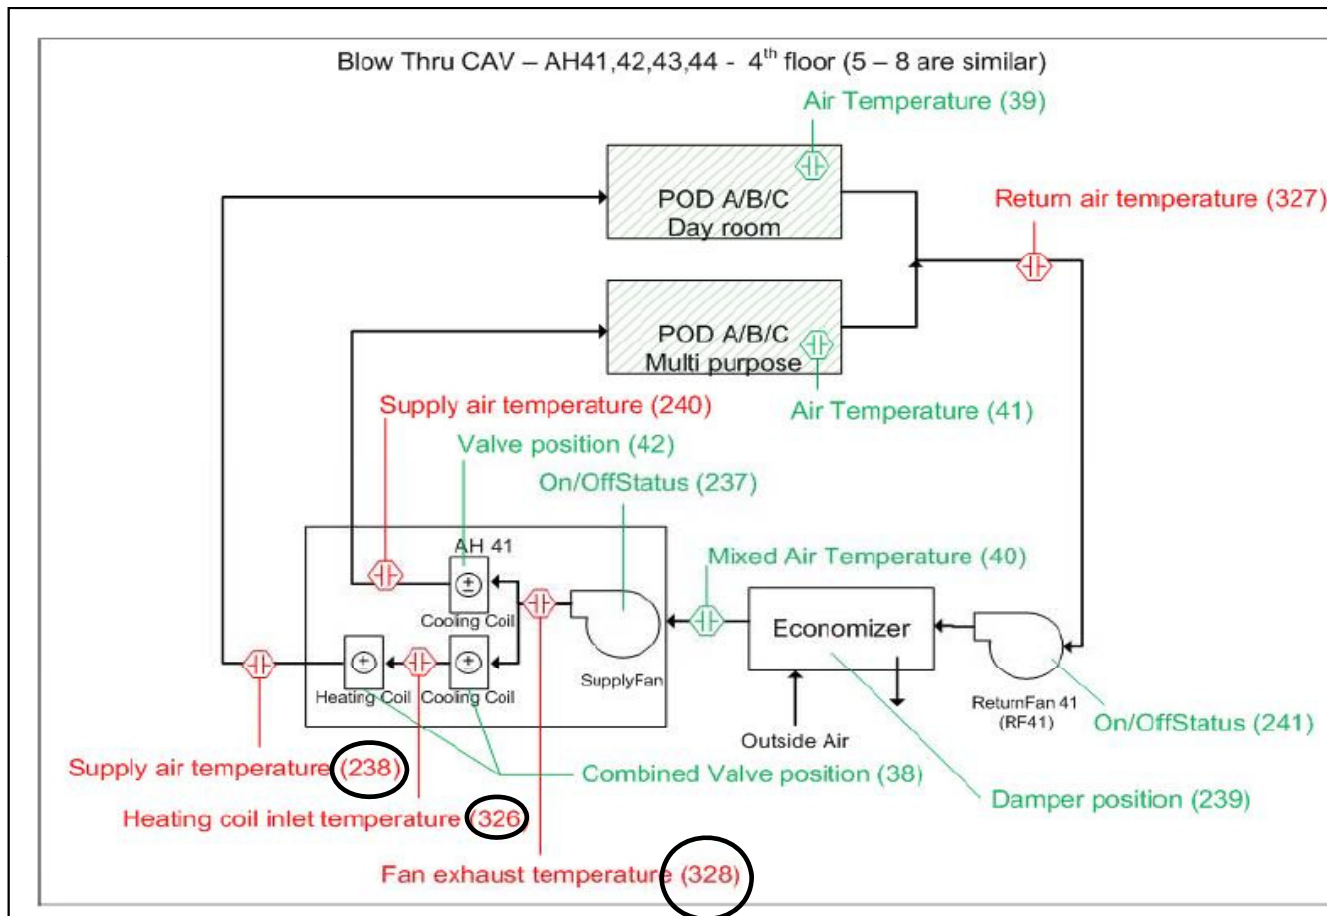 Blow Thru CAV – AH41,42,43,44 - 4th floor (5 – 8 are similar)
Air Temperature (39)
POD A/B/C
Day room
Return air temperature (327)
POD A/B/C
Multi purpose
Supply air temperature (240)
Air Temperature (41)
Valve position (42)
On/OffStatus (237)
AH 41
Mixed Air Temperature (40)
Cooling Coil
Economizer
SupplyFan
Heating Coil
Cooling Coil
ReturnFan 41
(RF41)
On/OffStatus (241)
Outside Air
Supply air temperature (238)
Combined Valve position (38)
Damper position (239)
Heating coil inlet temperature (326)
Fan exhaust temperature (328)